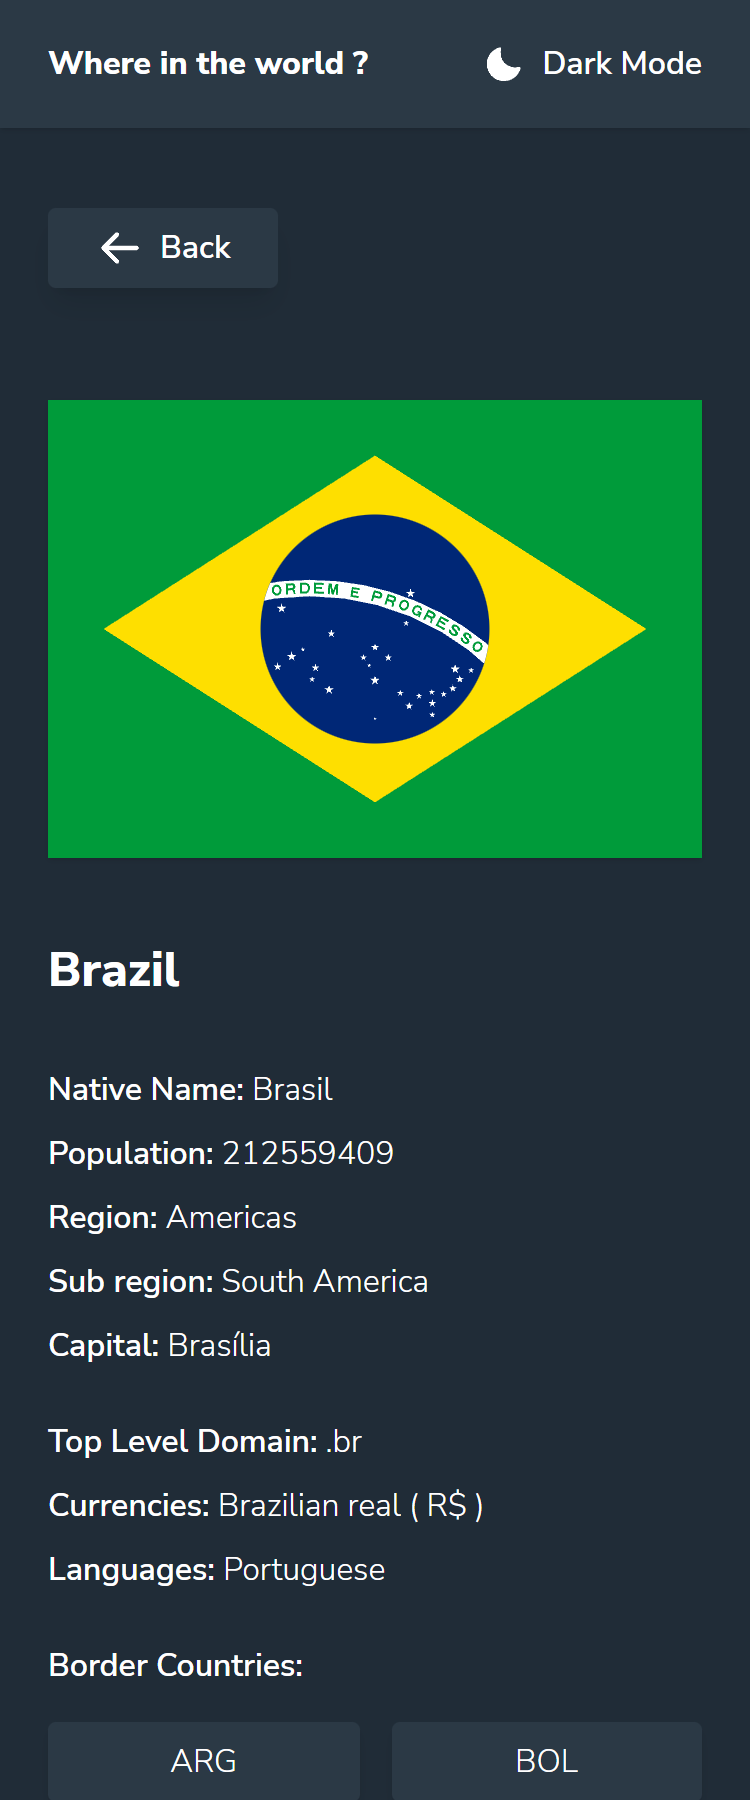 Where in the world ?
Dark Mode
Back
ORDEM E PROGRESSO
Brazil
Native Name: Brasil
Population: 212559409
Region: Americas
Sub region: South America
Capital: Brasília
Top Level Domain: .br
Currencies: Brazilian real ( R$ )
Languages: Portuguese
Border Countries:
ARG
BOL